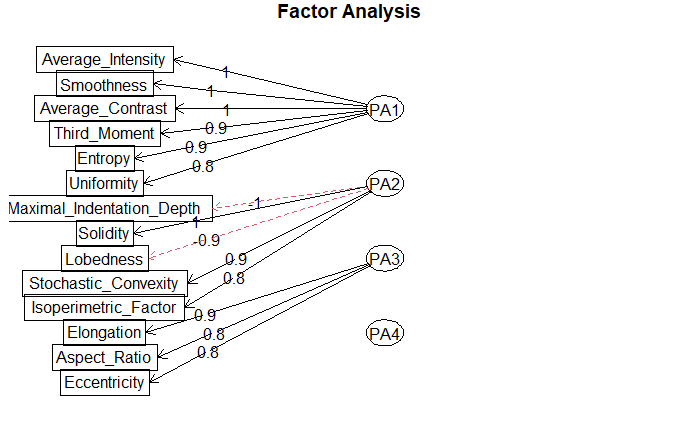 Factor Analysis
Average_Intensity
Smoothness
Average_Contrast
Third_Moment
Entropy
Uniformity
Maximal_Indentation_Depth
Solidity
Lobedness
Stochastic_Convexity
Isoperimetric_Factor
Elongation
Aspect_Ratio
Eccentricity
1
1
1
0.9
0.9
0.8
-1
1
-0.9
0.9
0.8
0.9
0.8
0.8
PA1
PA2
PA3
PA4